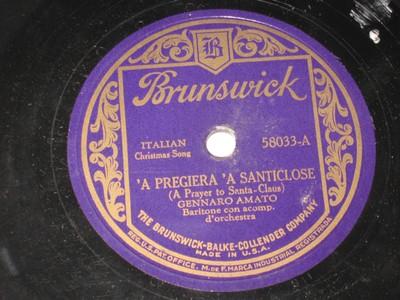 B
Brunswick
ITALIAN
Christmas Song
58033-A
'A PREGIERA 'A SANTICLOSE
(A Prayer to Santa-Claus)
GENNARO AMATO
Baritone con acomp.
d'orchestra
THE BRUNSWICK-BALKE-COLLENDER COMPANY
MADE IN U.S.A.
REG. U.S. PAT. OFFICE, M. DE F. MARCA INDUSTRIAL REGISTRADA